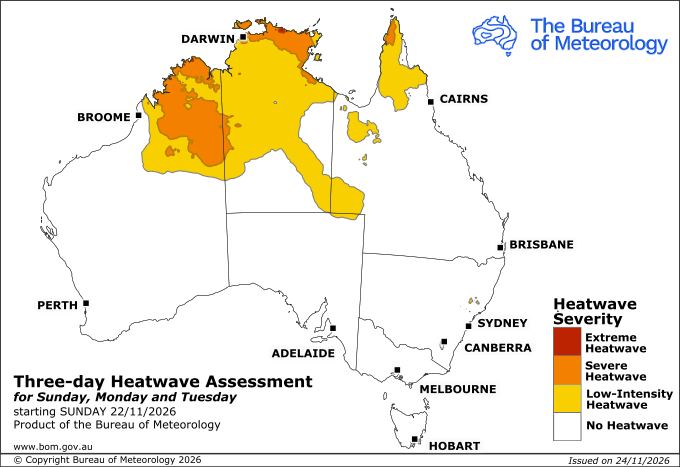 The Bureau
of Meteorology
DARWIN
CAIRNS
BROOME
BRISBANE
PERTH
SYDNEY
ADELAIDE
CANBERRA
MELBOURNE
HOBART
Heatwave
Severity
Extreme
Heatwave
Severe
Heatwave
Low-Intensity
Heatwave
No Heatwave
Three-day Heatwave Assessment
for Sunday, Monday and Tuesday
starting SUNDAY 22/11/2026
Product of the Bureau of Meteorology
www.bom.gov.au
© Copyright Bureau of Meteorology 2026
Issued on 24/11/2026